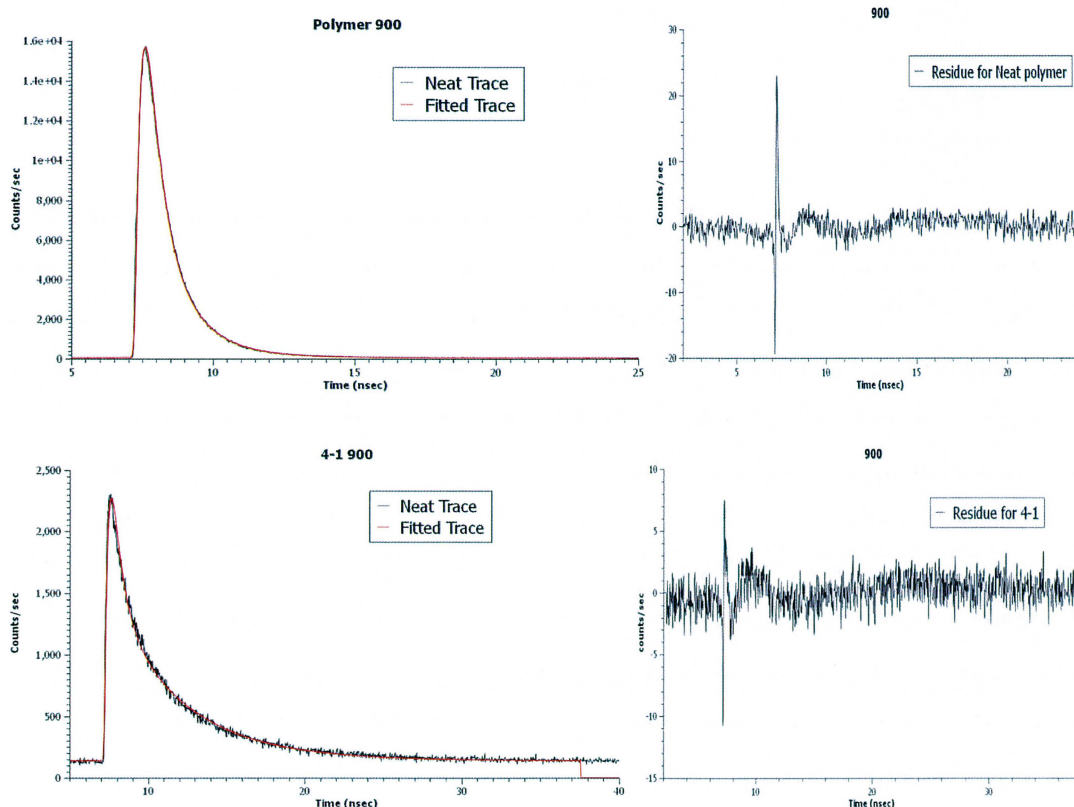 Polymer 900
1.6e+04
1.4e+04
1.2e+04
1e+04
8,000
6,000
4,000
2,000
0
Counts/sec
Neat Trace
Fitted Trace
5
10
15
20
25
Time (nsec)
900
30
20
10
0
-10
-20
Counts/sec
Residue for Neat polymer
5
10
15
20
Time (nsec)
4-1 900
2,500
2,000
1,500
1,000
500
0
Counts/sec
Neat Trace
Fitted Trace
10
20
30
40
Time (nsec)
900
10
5
0
-5
-10
-15
counts/sec
Residue for 4-1
10
20
30
Time (nsec)